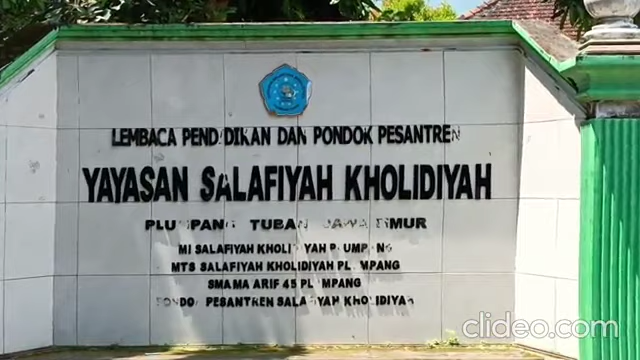 LEMBACA PENDIDIKAN DAN PONDOK PESANTREN
YAYASAN SALAFIYAH KHOLIDIYAH
PLUMPANG TUBAN JAWA TIMUR
MI SALAFIYAH KHOLIDIYAH PLUMPANG
MTS SALAFIYAH KHOLIDIYAH PLUMPANG
SMA MA ARIF 45 PLUMPANG
PONDOK PESANTREN SALAFIYAH KHOLIDIYAH
clideo.com